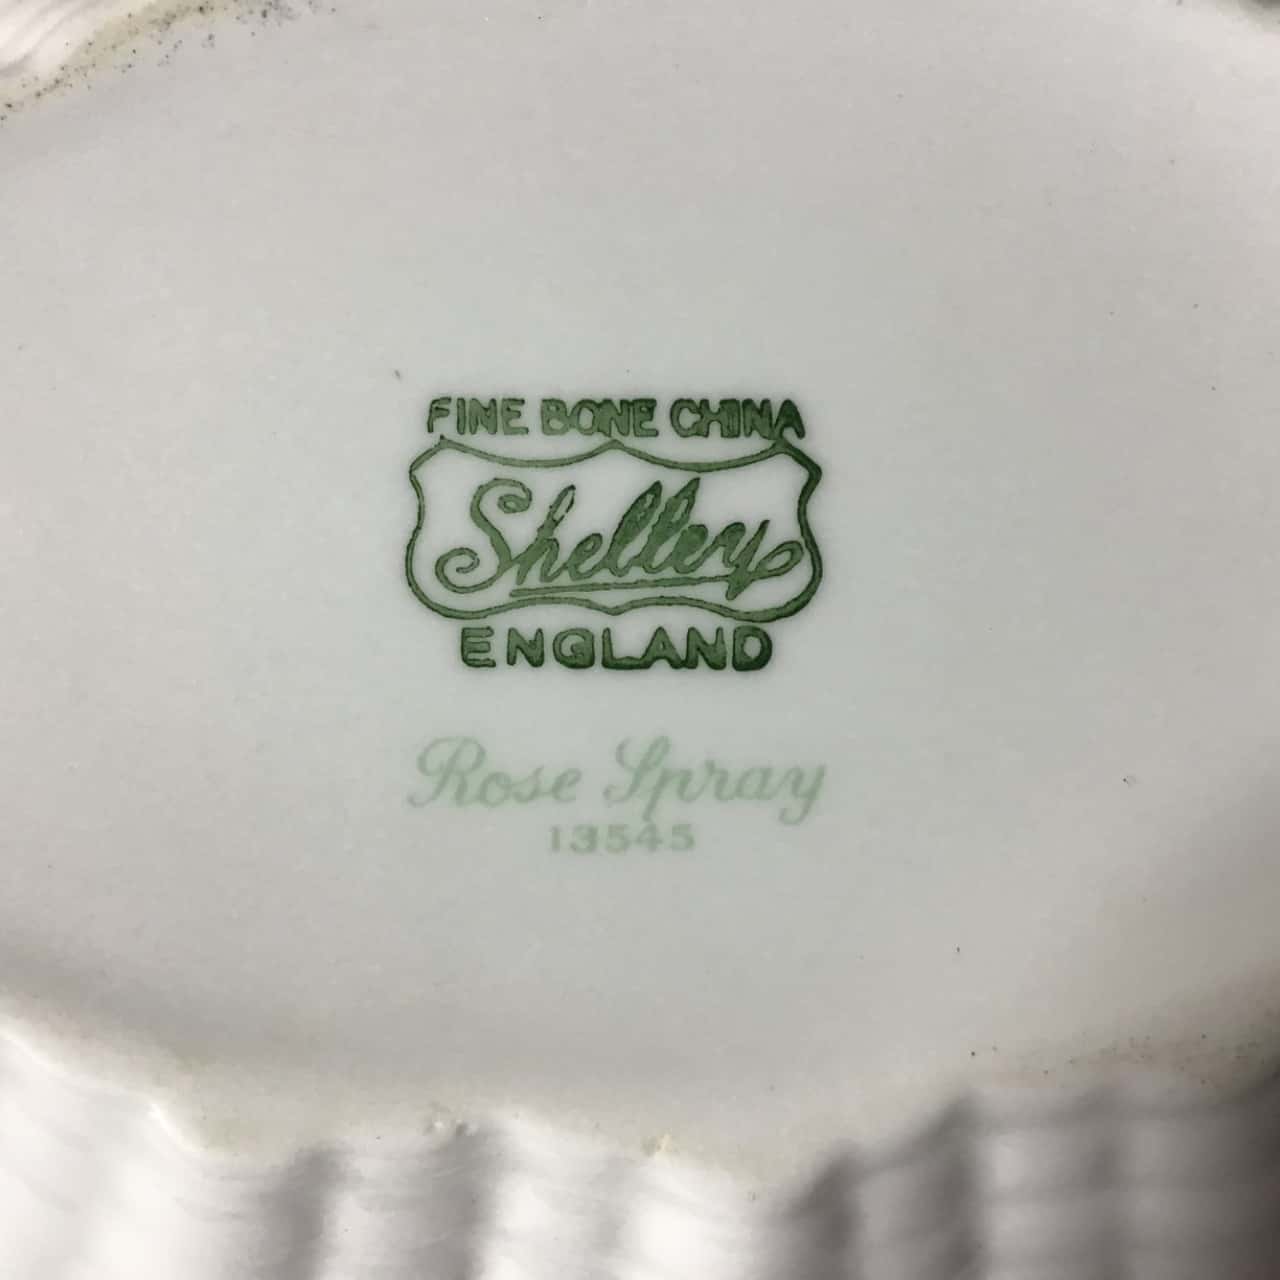 FINE BONE CHINA
Shelley
ENGLAND
Rose Spray
13545